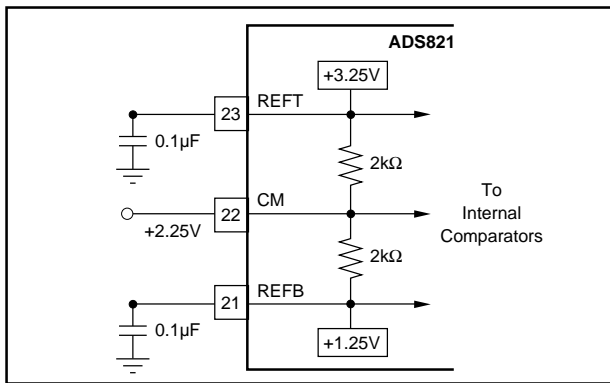 ADS821
+3.25V
23
REFT
0.1µF
2kΩ
22
CM
+2.25V
To
Internal
Comparators
2kΩ
21
REFB
0.1µF
+1.25V